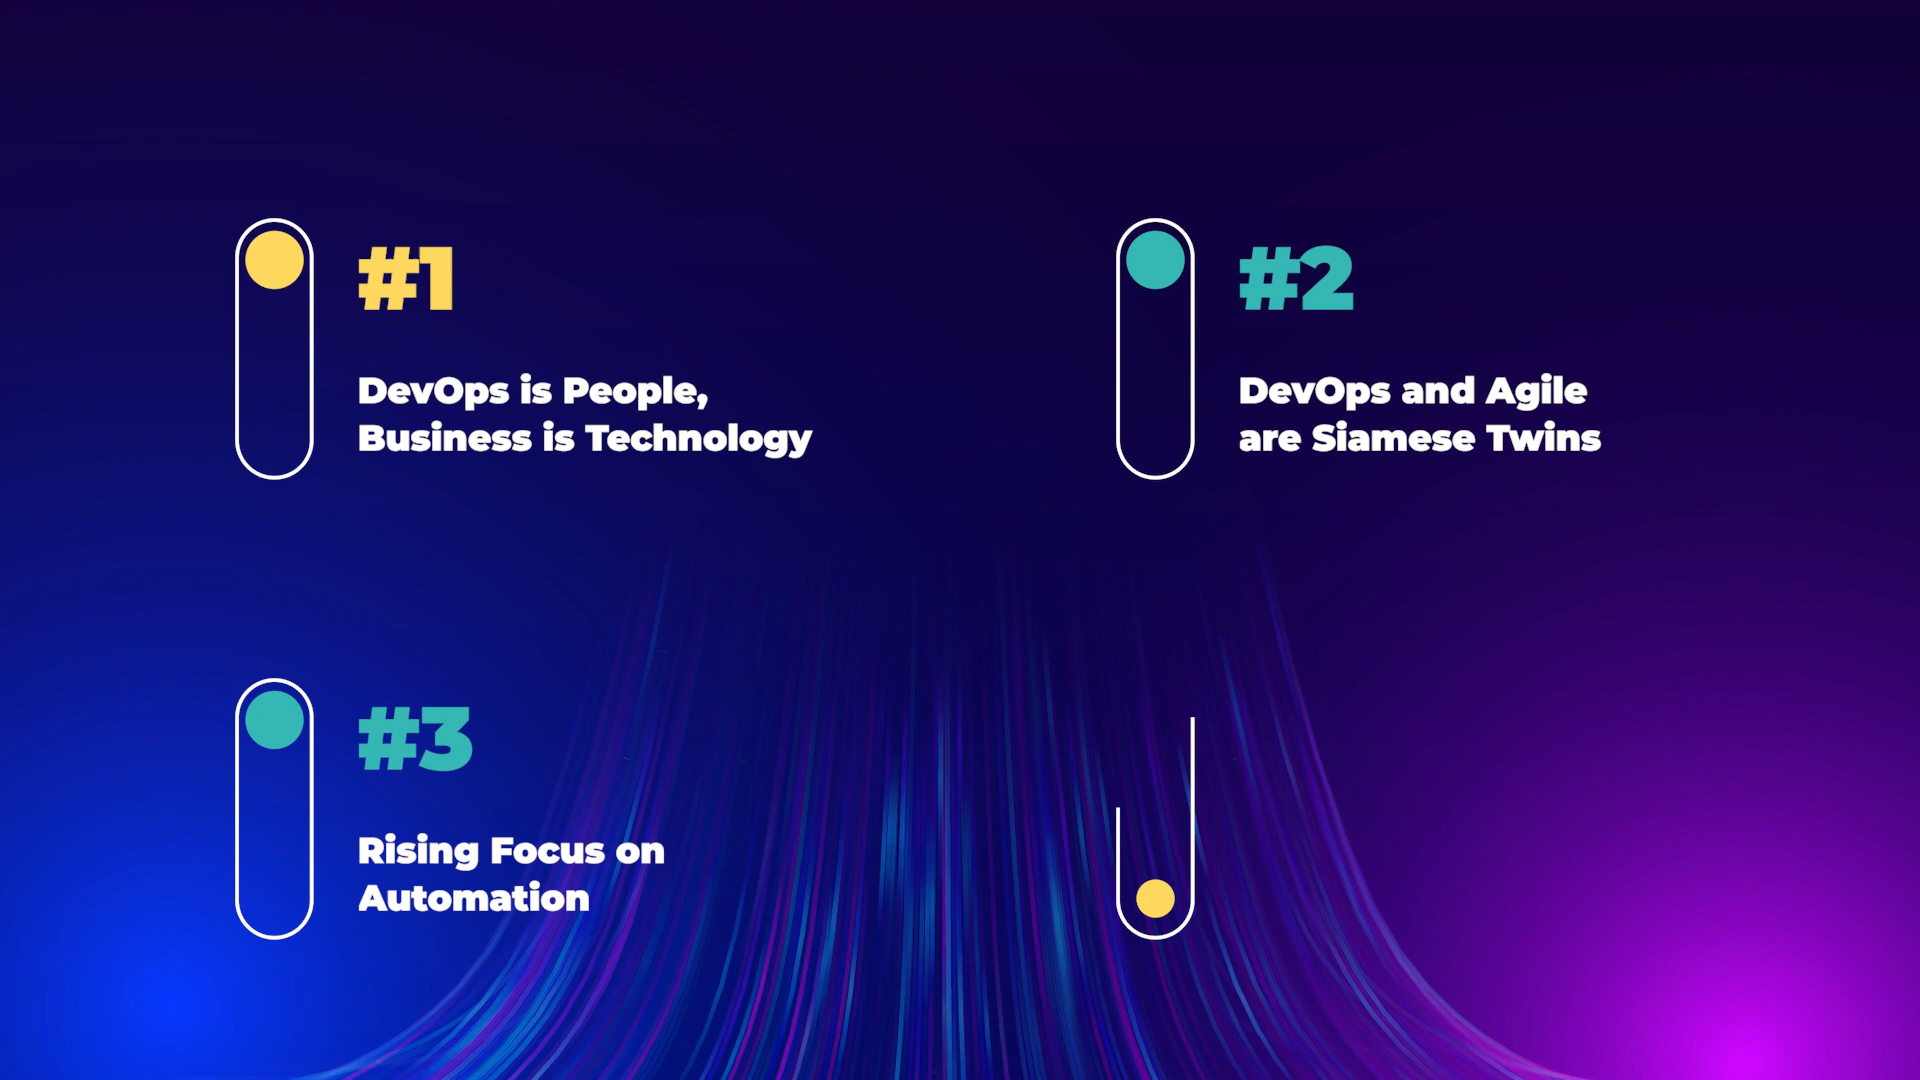 #1
DevOps is People,
Business is Technology
#2
DevOps and Agile
are Siamese Twins
#3
Rising Focus on
Automation